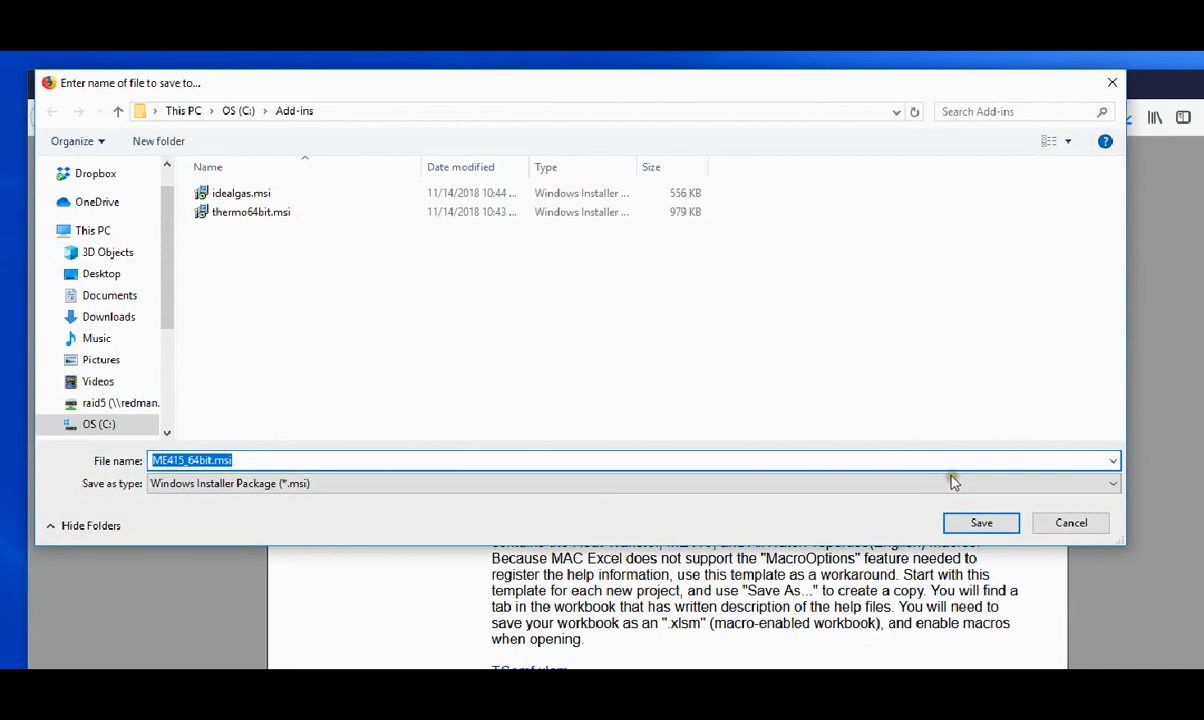 Enter name of file to save to...
This PC > OS (C:) > Add-ins
Search Add-ins
Organize
New folder
Name Date modified Type Size
Dropbox
OneDrive
This PC
3D Objects
Desktop
Documents
Downloads
Music
Pictures
Videos
raid5 (\\redman.
OS (C:)
idealgas.msi 11/14/2018 10:44 ... Windows Installer ... 556 KB
thermo64bit.msi 11/14/2018 10:43 ... Windows Installer ... 979 KB
File name: ME415_64bit.msi
Save as type: Windows Installer Package (*.msi)
Hide Folders
Save
Cancel
Because MAC Excel does not support the "MacroOptions" feature needed to
register the help information, use this template as a workaround. Start with this
template for each new project, and use "Save As..." to create a copy. You will find a
tab in the workbook that has written description of the help files. You will need to
save your workbook as an ".xlsm" (macro-enabled workbook), and enable macros
when opening.